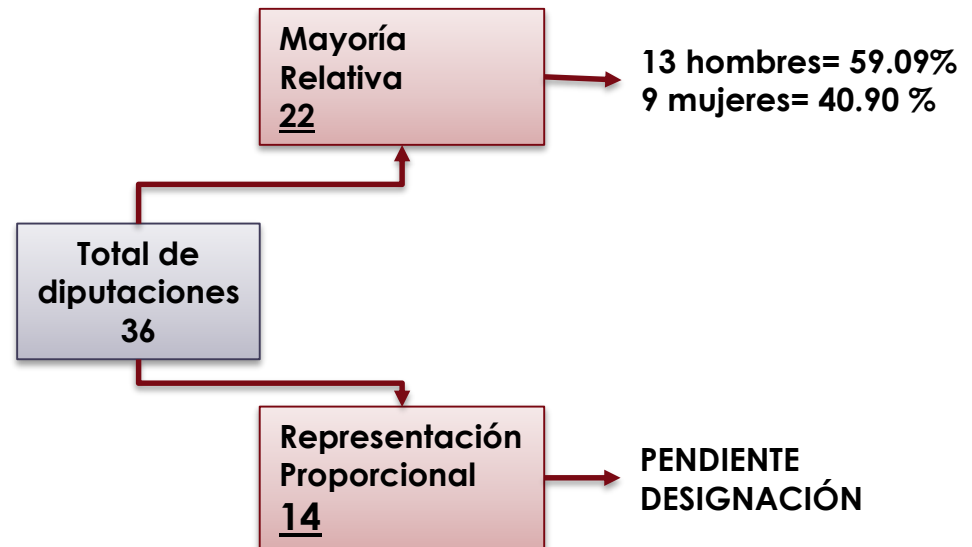 Mayoría
Relativa
22
13 hombres= 59.09%
9 mujeres= 40.90 %
Total de
diputaciones
36
Representación
Proporcional
14
PENDIENTE
DESIGNACIÓN